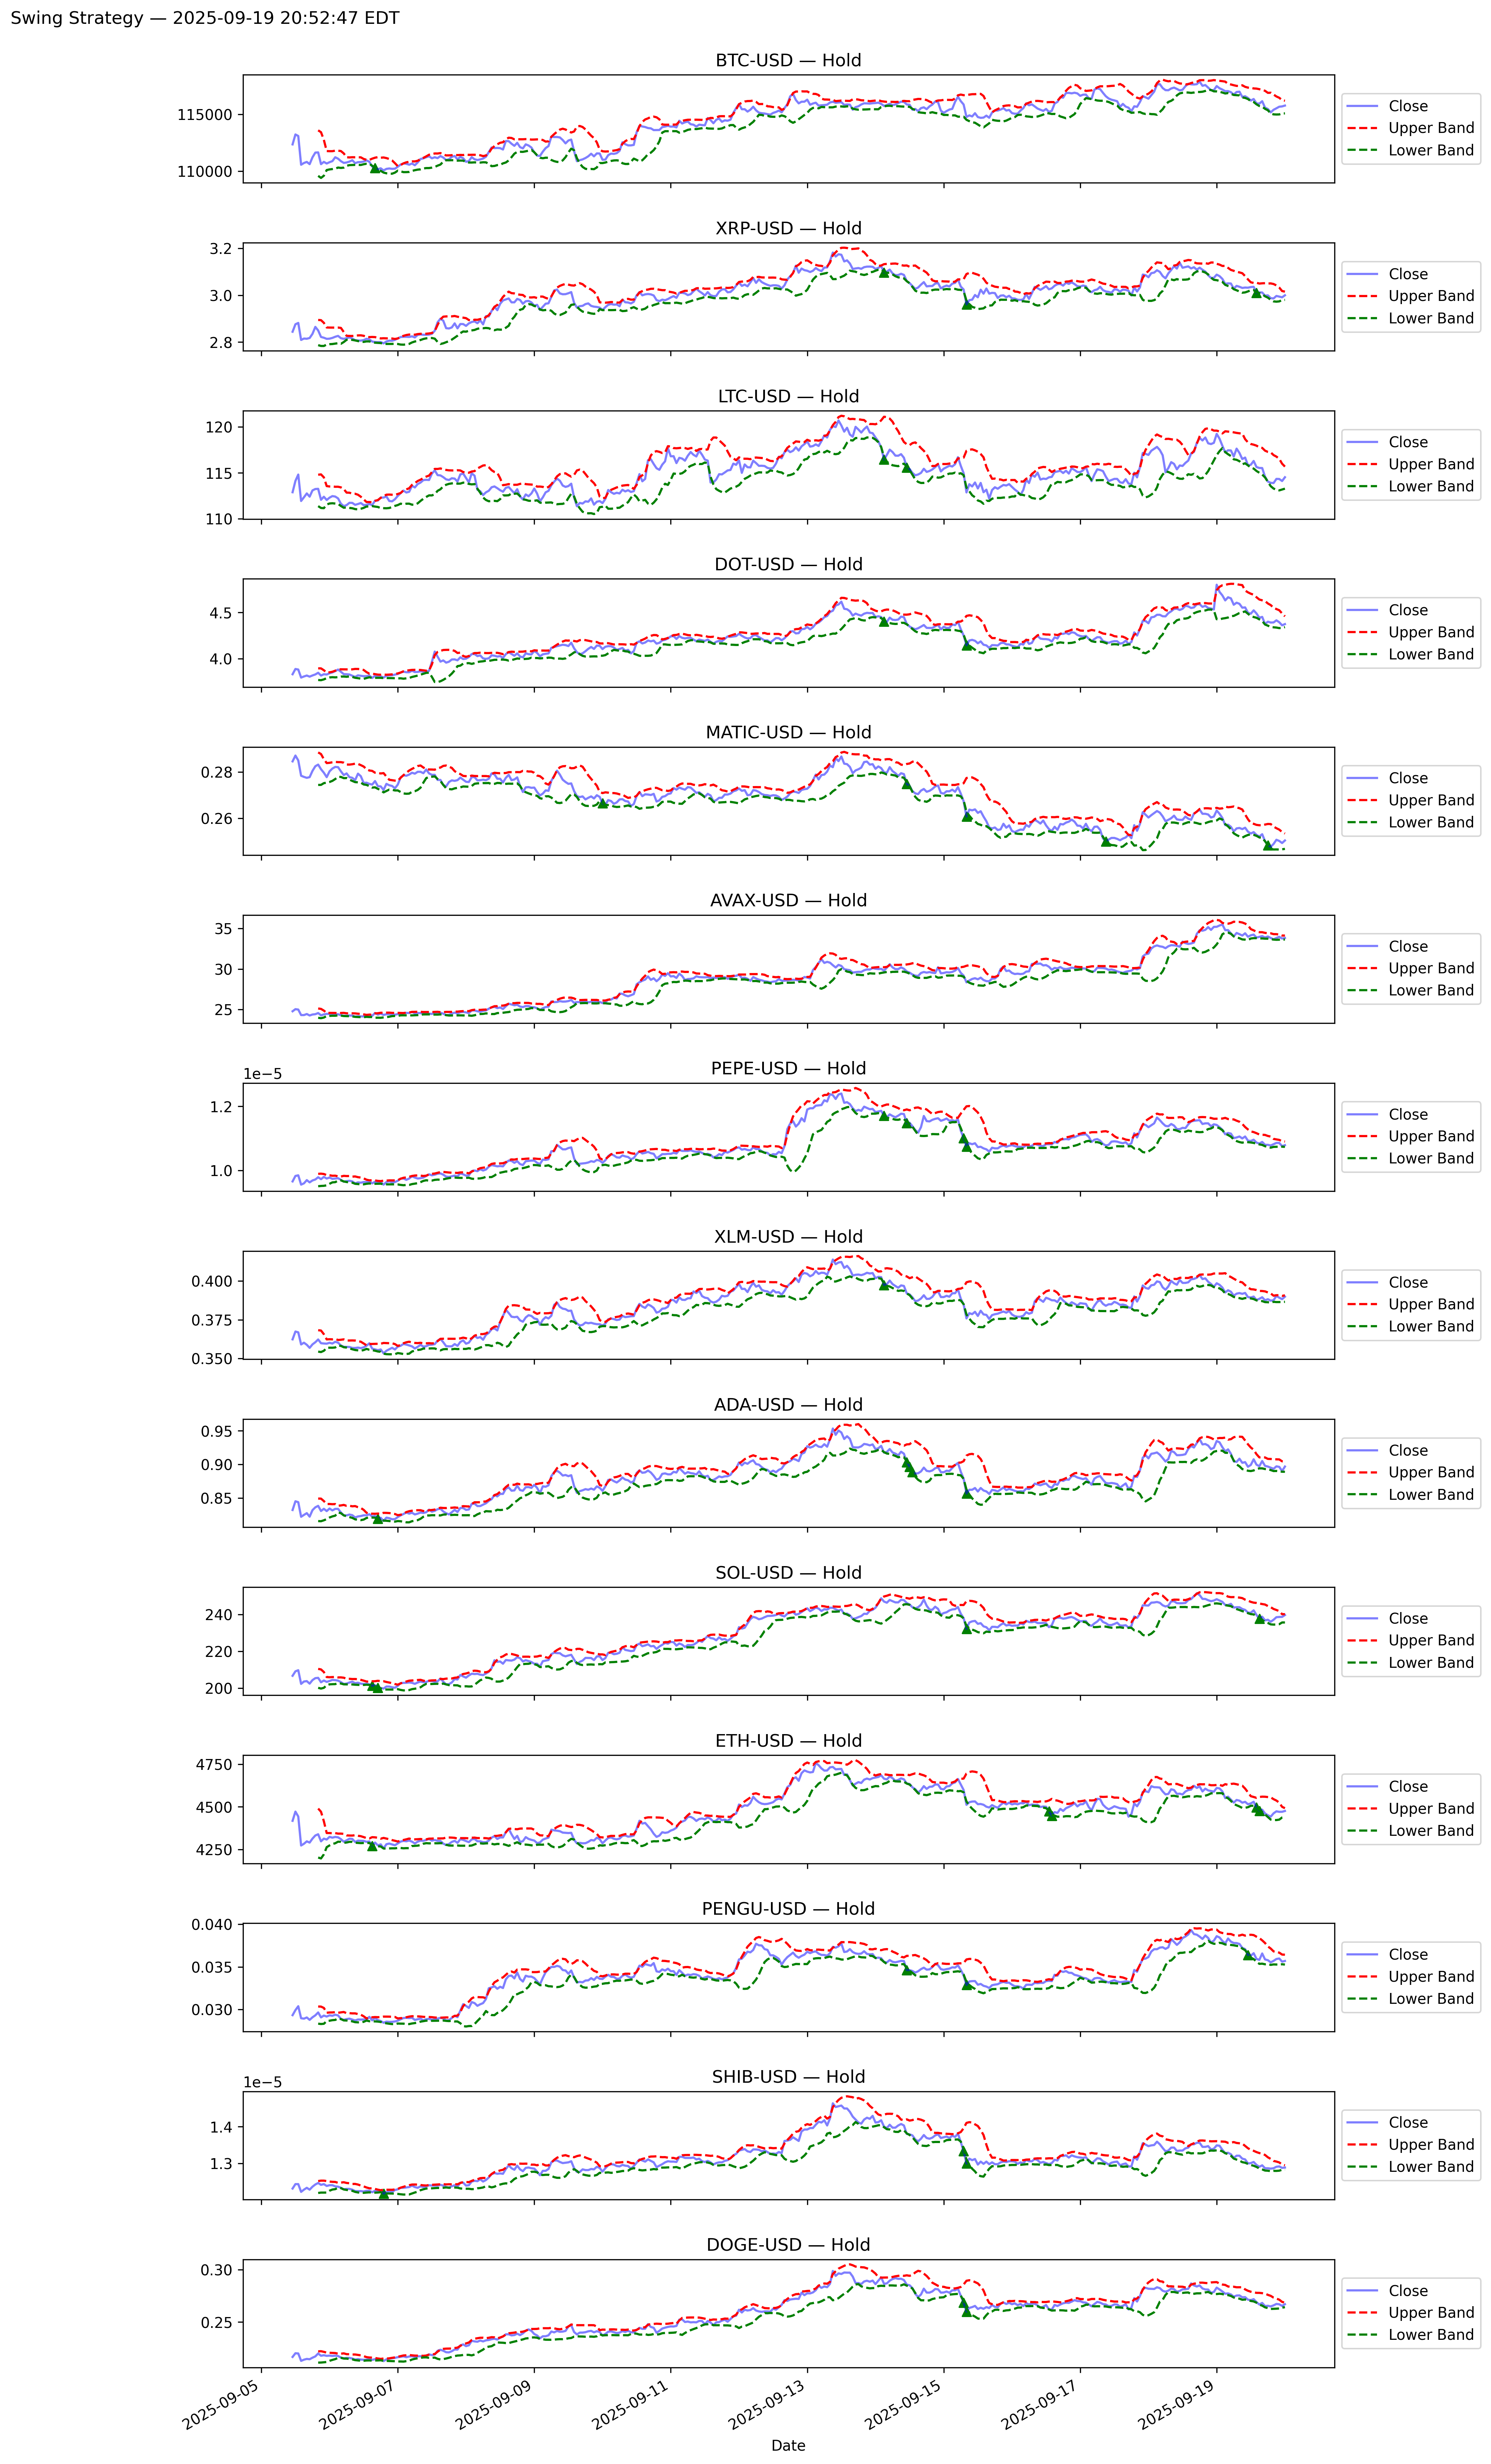 Swing Strategy — 2025-09-19 20:52:47 EDT
BTC-USD — Hold
115000
110000
Close
Upper Band
Lower Band
XRP-USD — Hold
3.2
3.0
2.8
Close
Upper Band
Lower Band
LTC-USD — Hold
120
115
110
Close
Upper Band
Lower Band
DOT-USD — Hold
4.5
4.0
Close
Upper Band
Lower Band
MATIC-USD — Hold
0.28
0.26
Close
Upper Band
Lower Band
AVAX-USD — Hold
35
30
25
Close
Upper Band
Lower Band
PEPE-USD — Hold
1e−5
1.2
1.0
Close
Upper Band
Lower Band
XLM-USD — Hold
0.400
0.375
0.350
Close
Upper Band
Lower Band
ADA-USD — Hold
0.95
0.90
0.85
Close
Upper Band
Lower Band
SOL-USD — Hold
240
220
200
Close
Upper Band
Lower Band
ETH-USD — Hold
4750
4500
4250
Close
Upper Band
Lower Band
PENGU-USD — Hold
0.040
0.035
0.030
Close
Upper Band
Lower Band
SHIB-USD — Hold
1e−5
1.4
1.3
Close
Upper Band
Lower Band
DOGE-USD — Hold
0.30
0.25
Close
Upper Band
Lower Band
2025-09-05
2025-09-07
2025-09-09
2025-09-11
2025-09-13
2025-09-15
2025-09-17
2025-09-19
Date